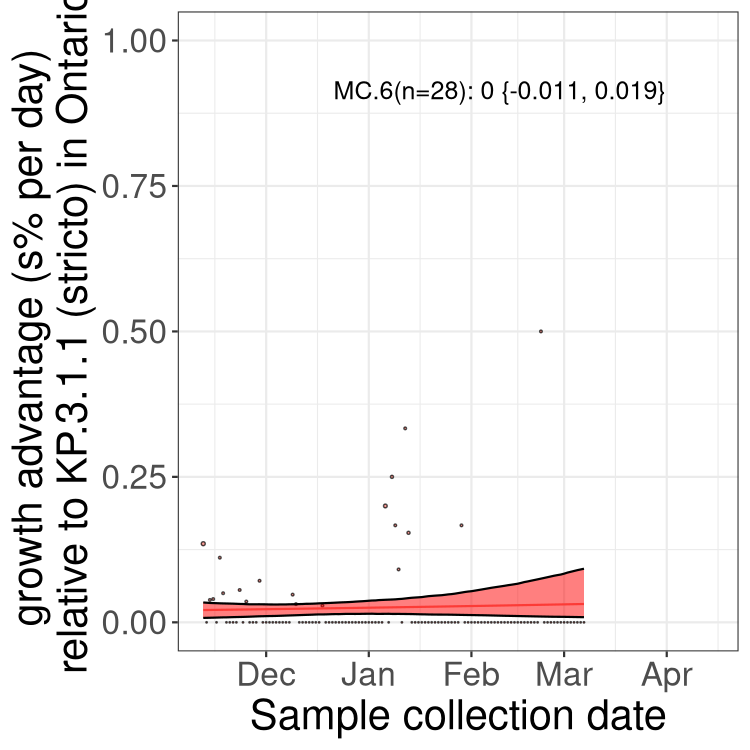 growth advantage (s% per day)
relative to KP.3.1.1 (stricto) in Ontario
1.00
MC.6(n=28): 0 {-0.011, 0.019}
0.75
0.50
0.25
0.00
Dec Jan Feb Mar Apr
Sample collection date